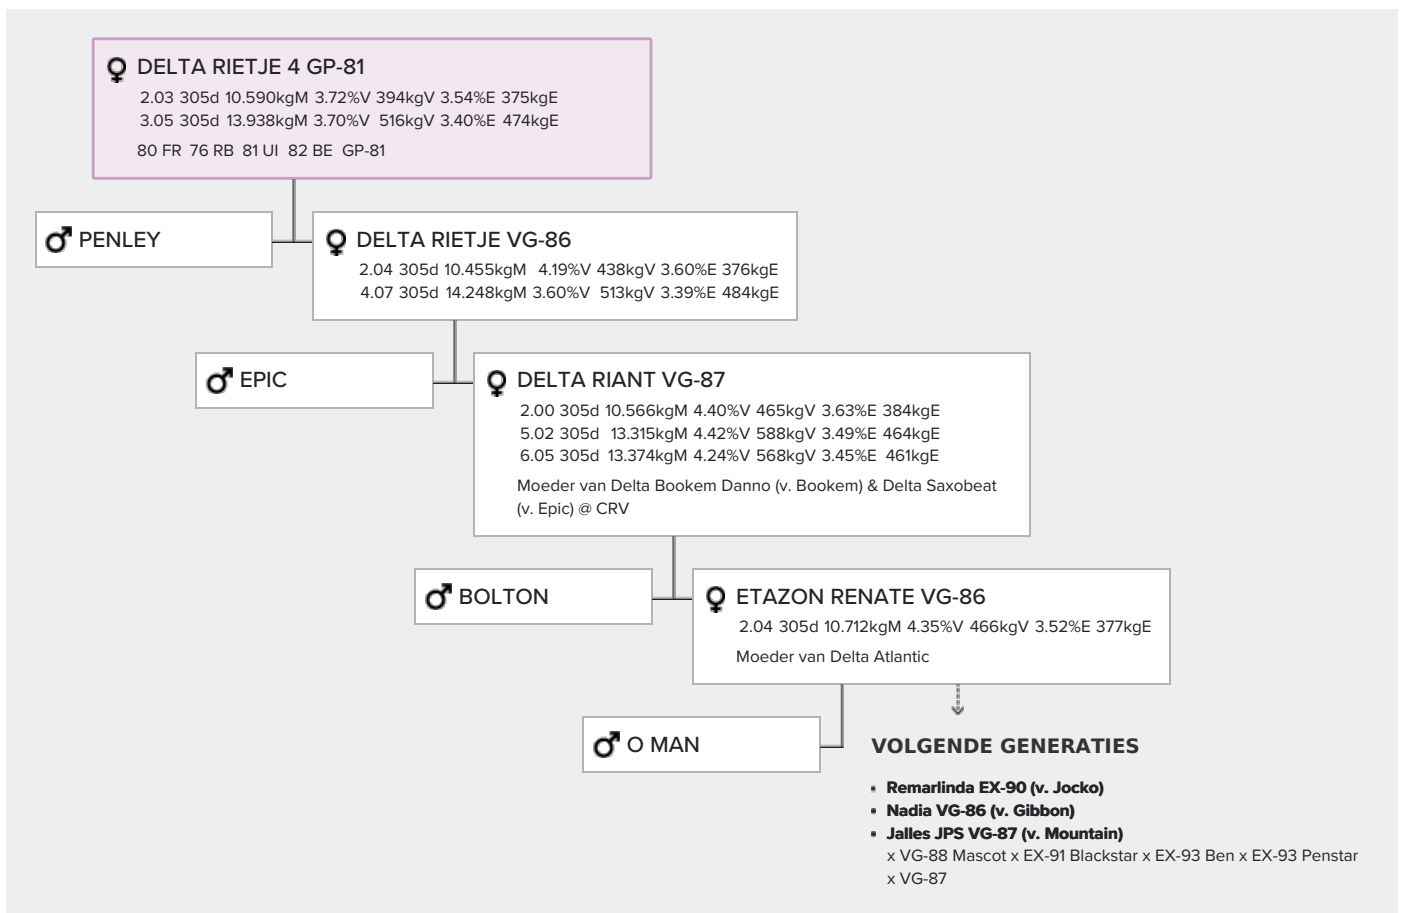 DELTA RIETJE 4 GP-81
2.03 305d 10.590kgM 3.72%V 394kgV 3.54%E 375kgE
3.05 305d 13.938kgM 3.70%V 516kgV 3.40%E 474kgE
80 FR 76 RB 81 UI 82 BE GP-81
PENLEY
DELTA RIETJE VG-86
2.04 305d 10.455kgM 4.19%V 438kgV 3.60%E 376kgE
4.07 305d 14.248kgM 3.60%V 513kgV 3.39%E 484kgE
EPIC
DELTA RIANT VG-87
2.00 305d 10.566kgM 4.40%V 465kgV 3.63%E 384kgE
5.02 305d 13.315kgM 4.42%V 588kgV 3.49%E 464kgE
6.05 305d 13.374kgM 4.24%V 568kgV 3.45%E 461kgE
Moeder van Delta Bookem Danno (v. Bookem) & Delta Saxobeat
(v. Epic) @ CRV
BOLTON
ETAZON RENATE VG-86
2.04 305d 10.712kgM 4.35%V 466kgV 3.52%E 377kgE
Moeder van Delta Atlantic
O MAN
VOLGENDE GENERATIES
Remarlinda EX-90 (v. Jocko)
Nadia VG-86 (v. Gibbon)
Jalles JPS VG-87 (v. Mountain)
x VG-88 Mascot x EX-91 Blackstar x EX-93 Ben x EX-93 Penstar
x VG-87